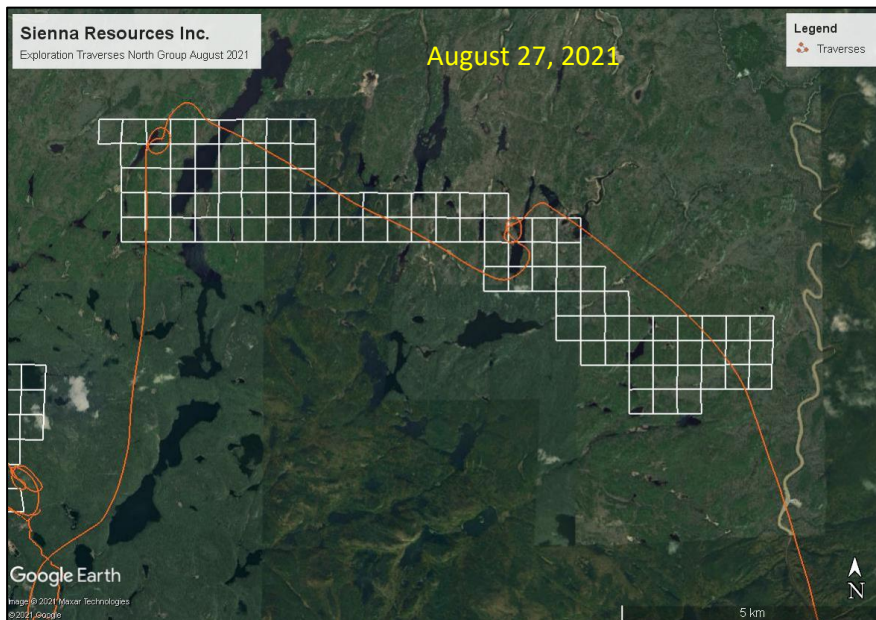 Sienna Resources Inc.
Exploration Traverses North Group August 2021
August 27, 2021
Legend
Traverses
Google Earth
Image © 2021 Maxar Technologies
© 2021 Google
N
5 km